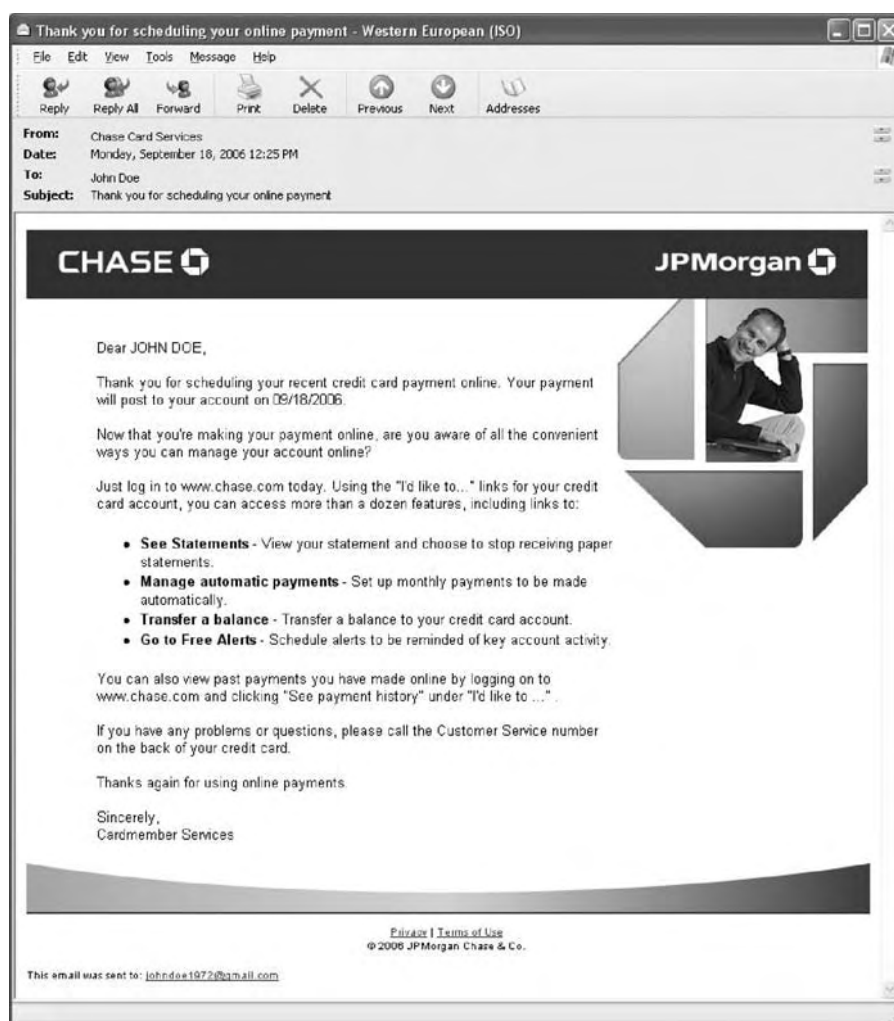 Thank you for scheduling your online payment - Western European (ISO)
File Edit View Tools Message Help
Reply Reply All Forward Print Delete Previous Next Addresses
From: Chase Card Services
Date: Monday, September 18, 2006 12:25 PM
To: John Doe
Subject: Thank you for scheduling your online payment
CHASE JPMorgan
Dear JOHN DOE,
Thank you for scheduling your recent credit card payment online. Your payment
will post to your account on 09/18/2006.
Now that you're making your payment online, are you aware of all the convenient
ways you can manage your account online?
Just log in to www.chase.com today. Using the "I'd like to..." links for your credit
card account, you can access more than a dozen features, including links to:
• See Statements - View your statement and choose to stop receiving paper
statements.
• Manage automatic payments - Set up monthly payments to be made
automatically.
• Transfer a balance - Transfer a balance to your credit card account.
• Go to Free Alerts - Schedule alerts to be reminded of key account activity.
You can also view past payments you have made online by logging on to
www.chase.com and clicking "See payment history" under "I'd like to ..." .
If you have any problems or questions, please call the Customer Service number
on the back of your credit card.
Thanks again for using online payments.
Sincerely,
Cardmember Services
Privacy | Terms of Use
© 2006 JPMorgan Chase & Co.
This email was sent to: johndoe1972@gmail.com